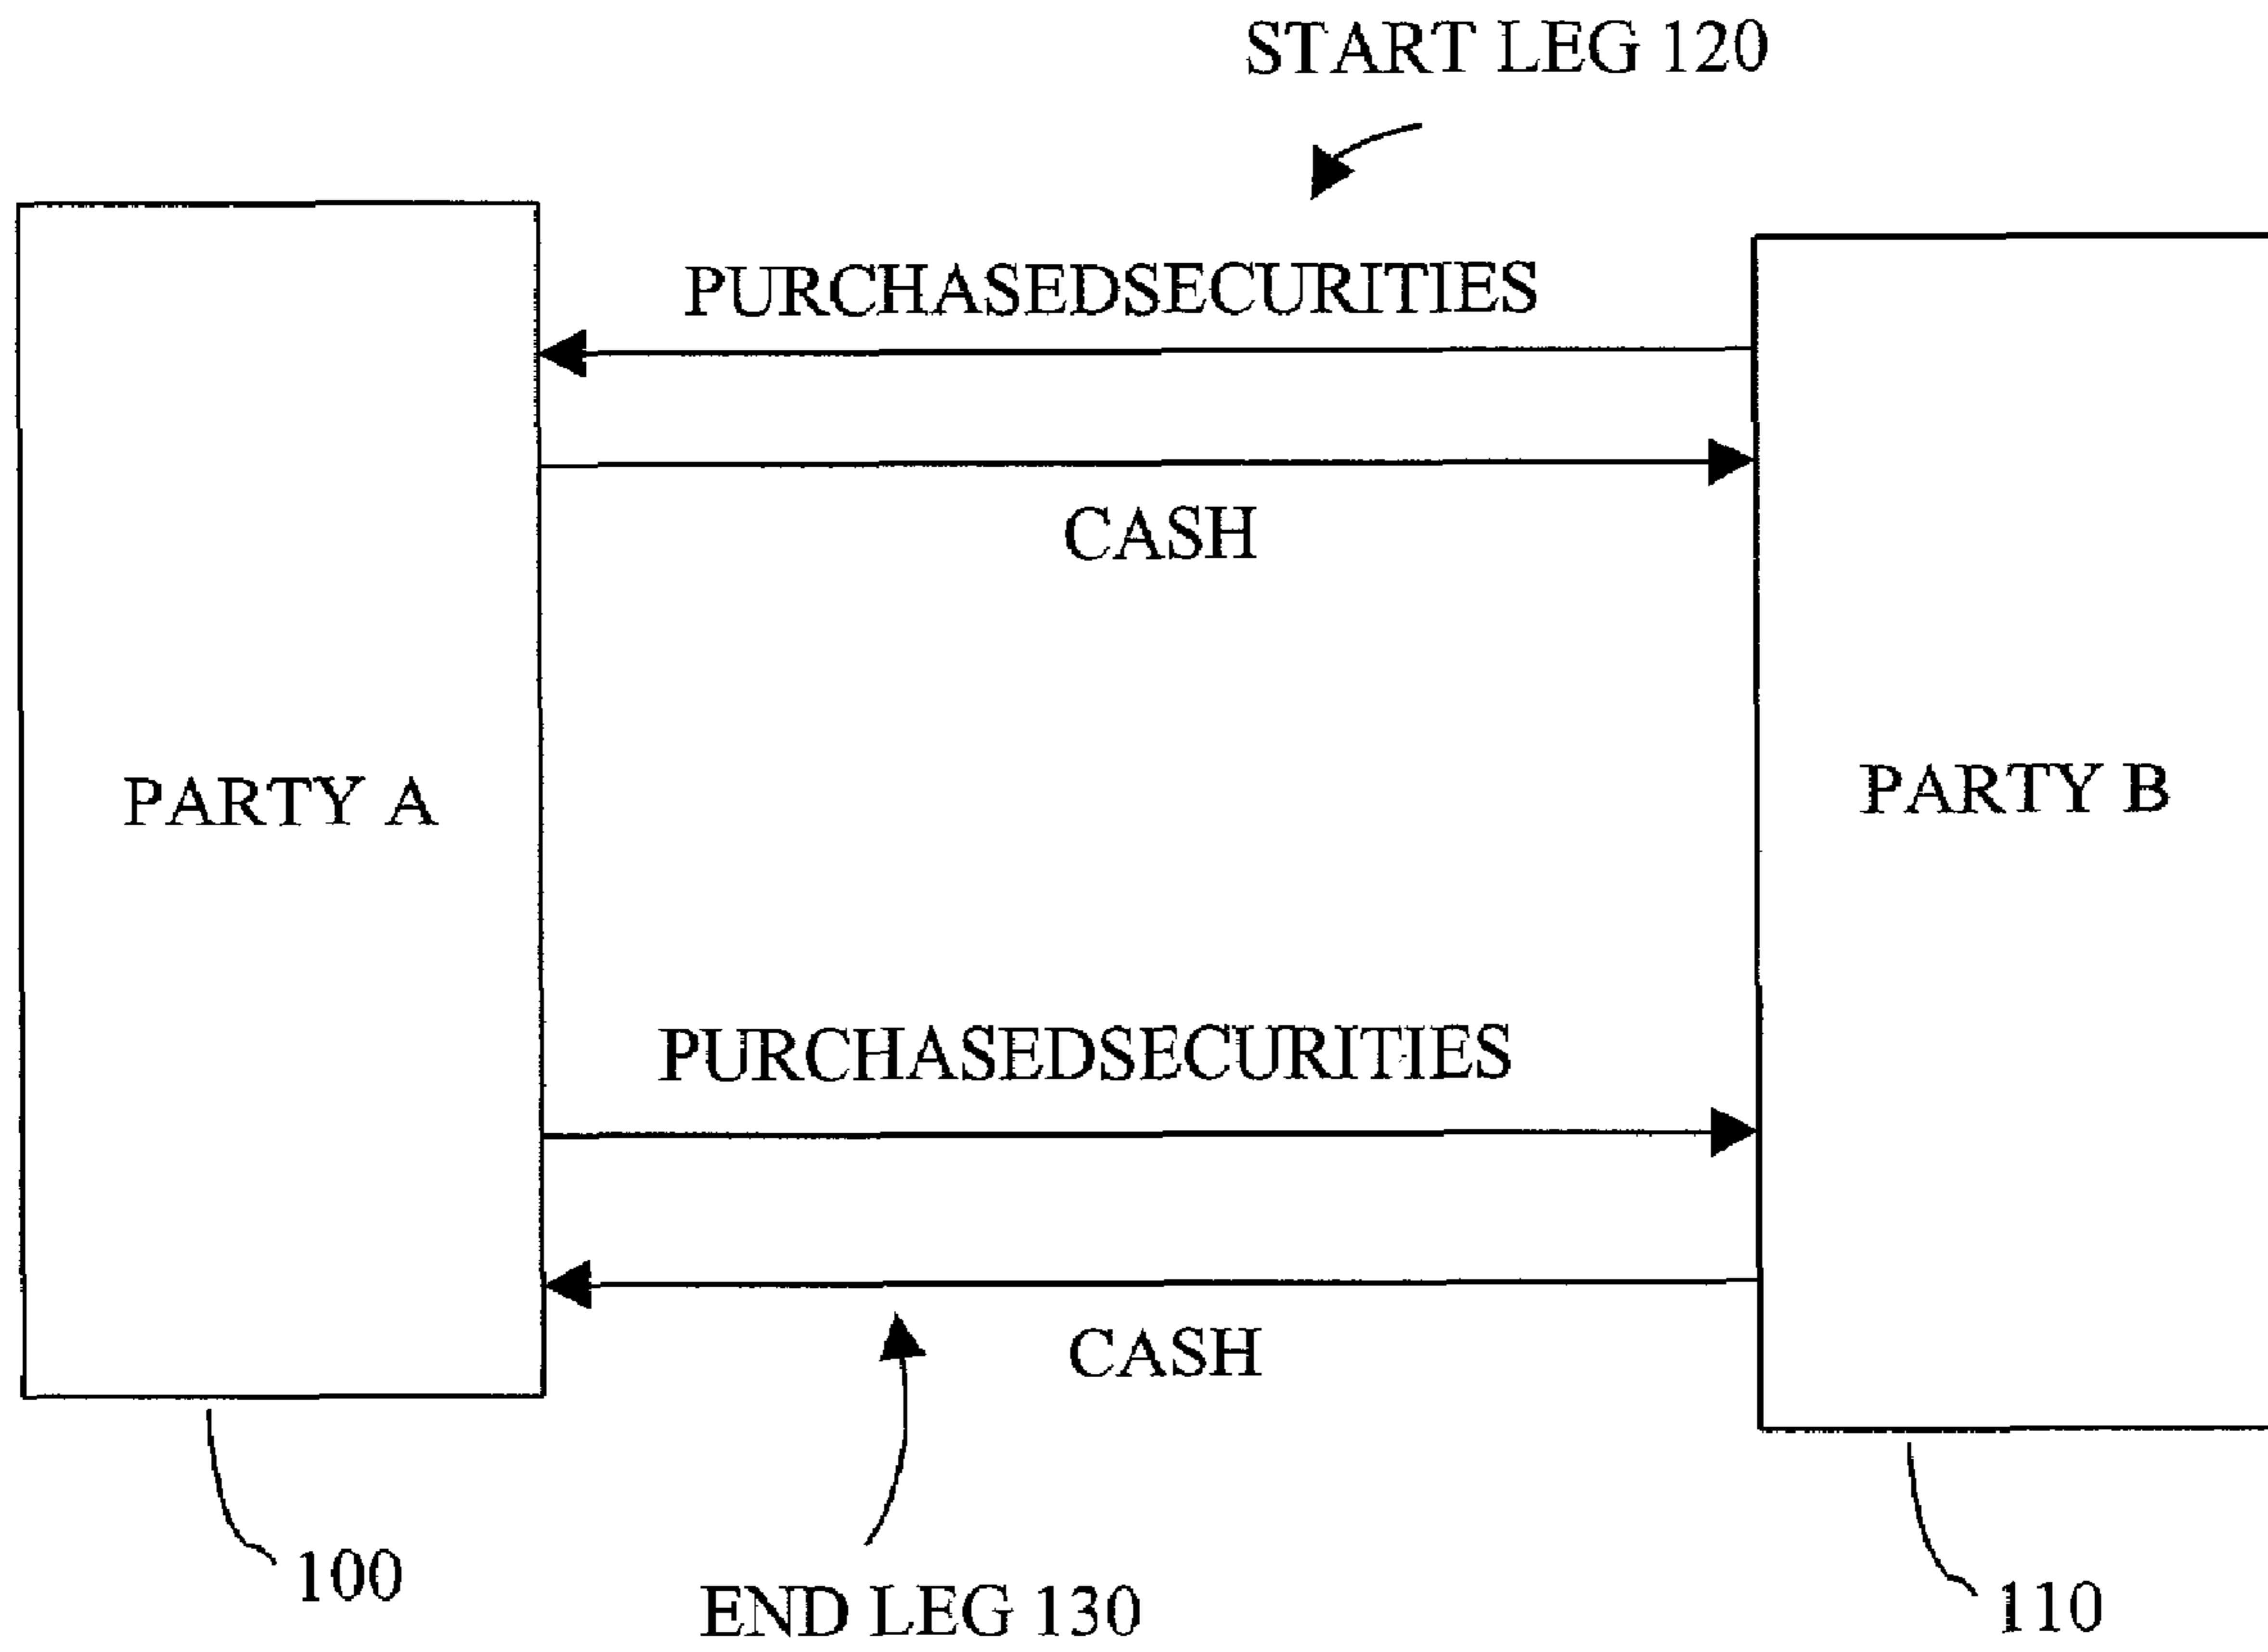 START LEG 120
PURCHASEDSECURITIES
CASH
PARTY A
PARTY B
PURCHASEDSECURITIES
CASH
100
END LEG 130
110